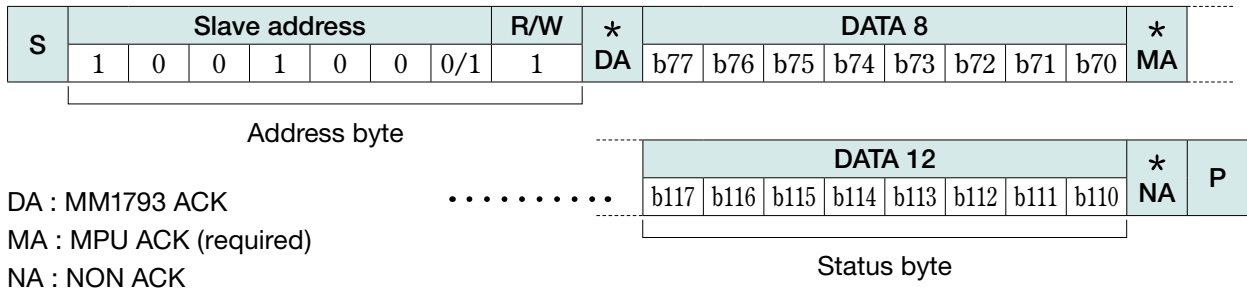 S Slave address R/W * DA DATA 8 * MA
1 0 0 1 0 0 0/1 1 b77 b76 b75 b74 b73 b72 b71 b70
Address byte
DATA 12 * NA P
b117 b116 b115 b114 b113 b112 b111 b110
Status byte
DA : MM1793 ACK
MA : MPU ACK (required)
NA : NON ACK